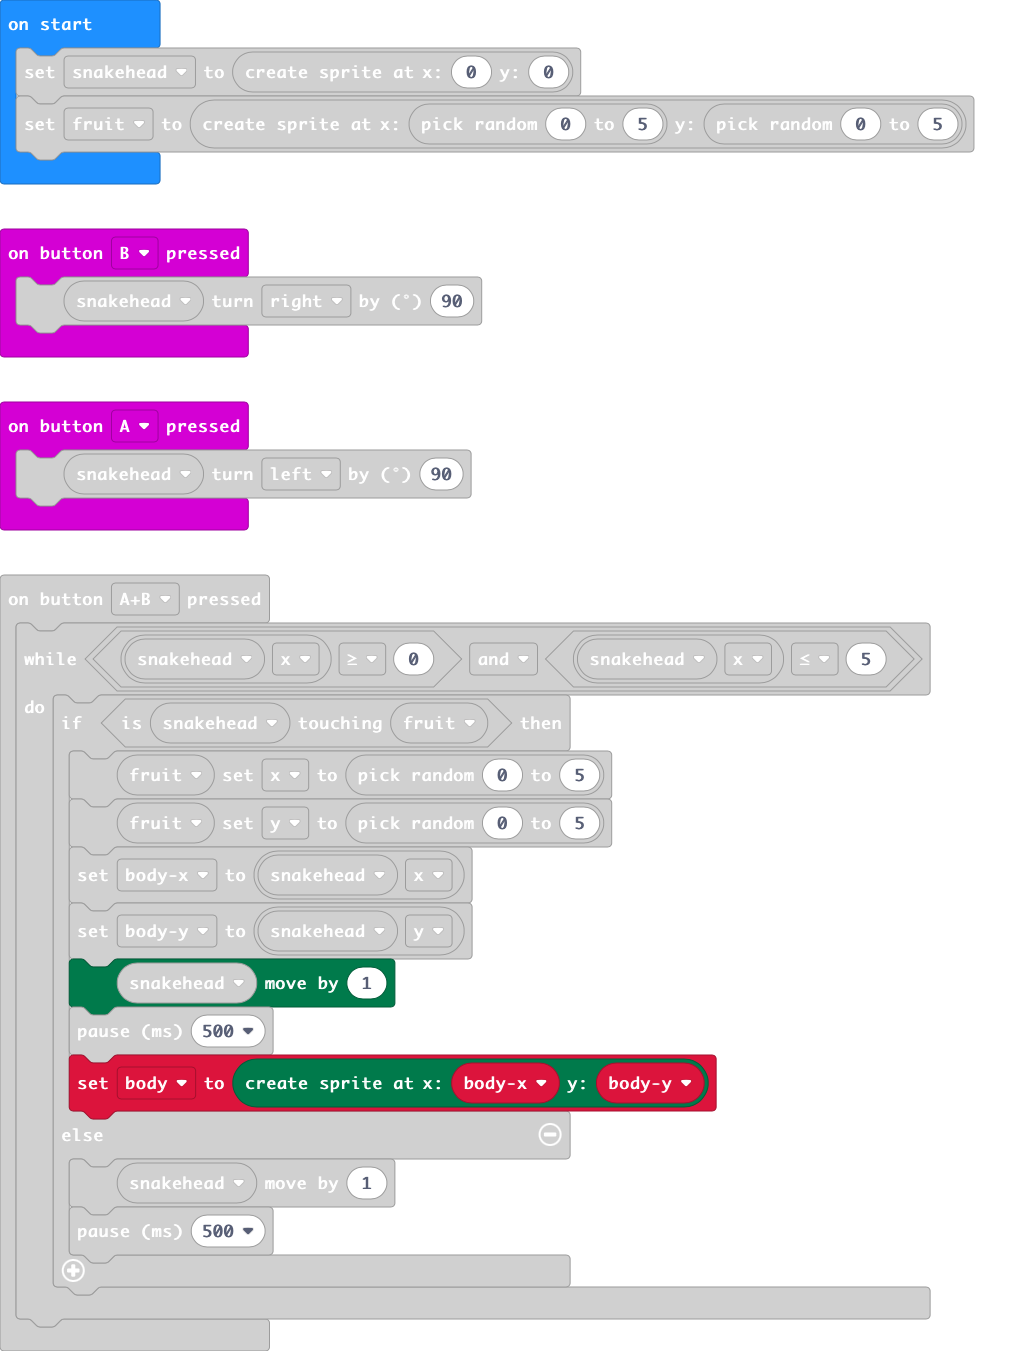 on start
set snakehead to create sprite at x: 0 y: 0
set fruit to create sprite at x: pick random 0 to 5 y: pick random 0 to 5
on button B pressed
snakehead turn right by (°) 90
on button A pressed
snakehead turn left by (°) 90
on button A+B pressed
while snakehead x ≥ 0 and snakehead x ≤ 5
do
if is snakehead touching fruit then
fruit set x to pick random 0 to 5
fruit set y to pick random 0 to 5
set body-x to snakehead x
set body-y to snakehead y
snakehead move by 1
pause (ms) 500
set body to create sprite at x: body-x y: body-y
else
snakehead move by 1
pause (ms) 500